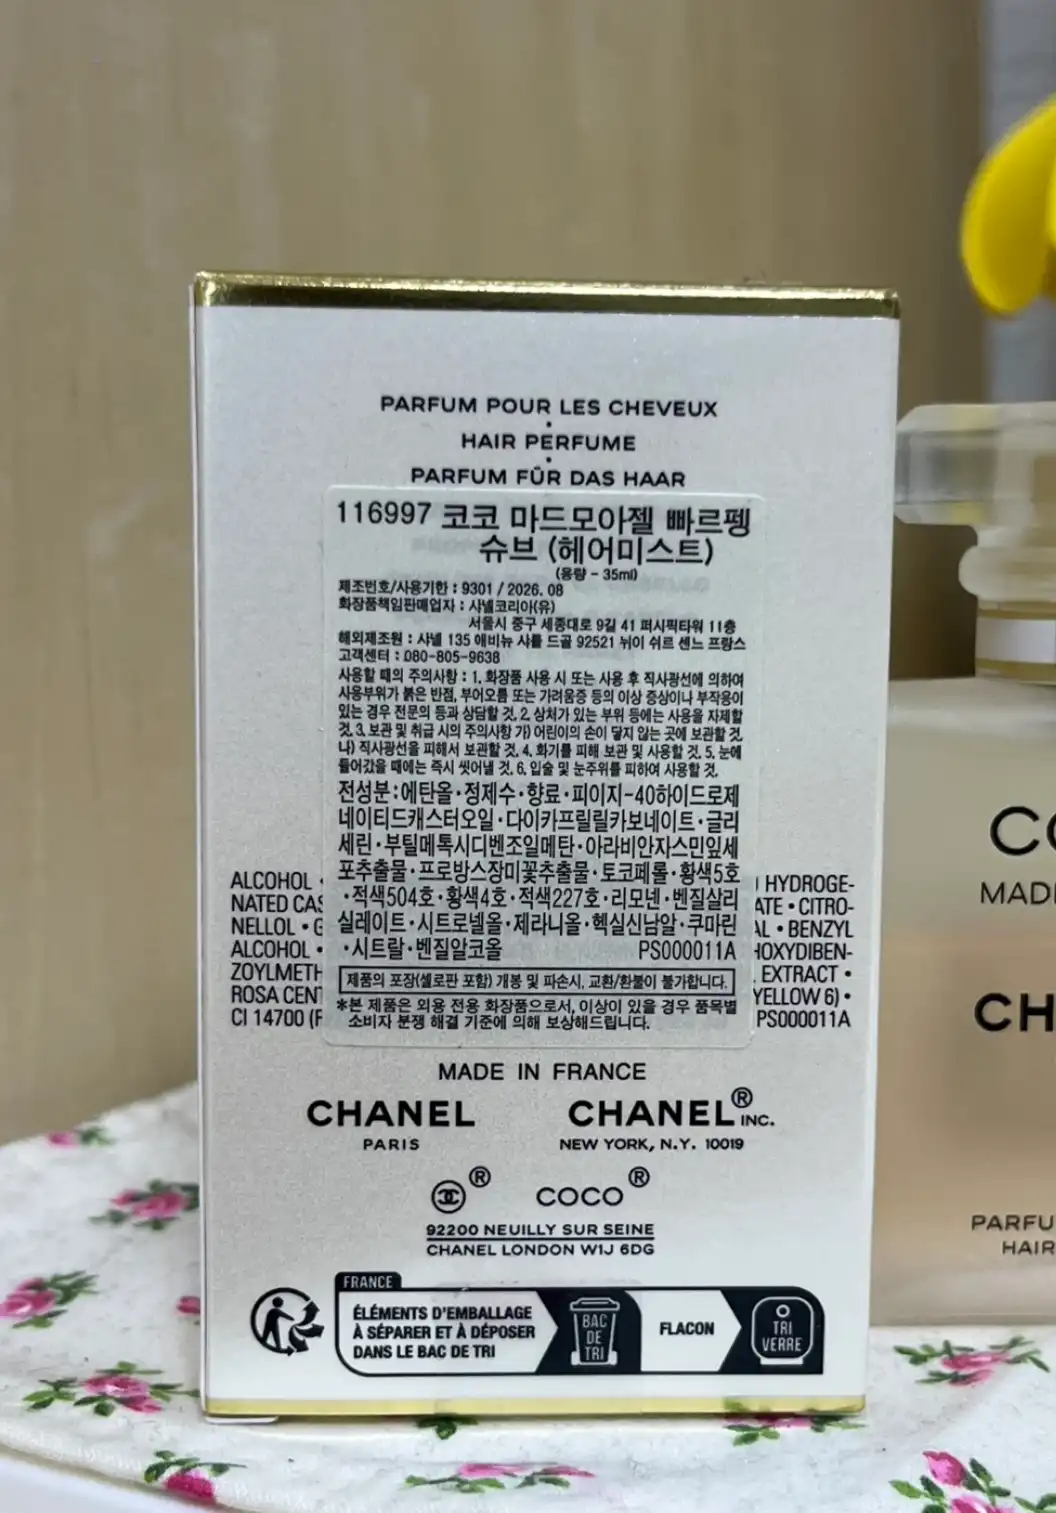 PARFUM POUR LES CHEVEUX
•
HAIR PERFUME
•
PARFUM FÜR DAS HAAR
116997 코코 마드모아젤 빠르펭
슈브 (헤어미스트)
(용량 - 35ml)
제조번호/사용기한 : 9301 / 2026. 08
화장품책임판매업자 : 샤넬코리아(유)
서울시 중구 세종대로 9길 41 퍼시픽타워 11층
해외제조원 : 샤넬 135 애비뉴 샤를 드골 92521 뉘이 쉬르 센느 프랑스
고객센터 : 080-805-9638
사용할 때의 주의사항 : 1. 화장품 사용 시 또는 사용 후 직사광선에 의하여
사용부위가 붉은 반점, 부어오름 또는 가려움증 등의 이상 증상이나 부작용이
있는 경우 전문의 등과 상담할 것, 2. 상처가 있는 부위 등에는 사용을 자제할
것, 3. 보관 및 취급 시의 주의사항 가) 어린이의 손이 닿지 않는 곳에 보관할 것,
나) 직사광선을 피해서 보관할 것, 4. 화기를 피해 보관 및 사용할 것, 5. 눈에
들어갔을 때에는 즉시 씻어낼 것, 6. 입술 및 눈주위를 피하여 사용할 것,
전성분:에탄올•정제수•향료•피이지-40하이드로제
네이티드캐스터오일•다이카프릴릴카보네이트•글리
세린•부틸메톡시디벤조일메탄•아라비안자스민잎세
포추출물•프로방스장미꽃추출물•토코페롤•황색5호
•적색504호•황색4호•적색227호•리모넨•벤질살리
실레이트•시트로넬올•제라니올•헥실신남알•쿠마린
•시트랄•벤질알코올 PS000011A
제품의 포장(셀로판 포함) 개봉 및 파손시, 교환/환불이 불가합니다.
*본 제품은 외용 전용 화장품으로서, 이상이 있을 경우 품목별
소비자 분쟁 해결 기준에 의해 보상해드립니다.
ALCOHOL • HYDROGE-
NATED CAS ATE • CITRO-
NELLOL • G AL • BENZYL
ALCOHOL • HOXYDIBEN-
ZOYLMETH EXTRACT •
ROSA CENT YELLOW 6) •
CI 14700 (R PS000011A
MADE IN FRANCE
CHANEL CHANEL® INC.
PARIS NEW YORK, N.Y. 10019
® COCO®
92200 NEUILLY SUR SEINE
CHANEL LONDON W1J 6DG
FRANCE
ÉLÉMENTS D'EMBALLAGE
À SÉPARER ET À DÉPOSER
DANS LE BAC DE TRI
BAC
DE
TRI
FLACON
TRI
VERRE
CO
MADE
CH
PARFU
HAIR